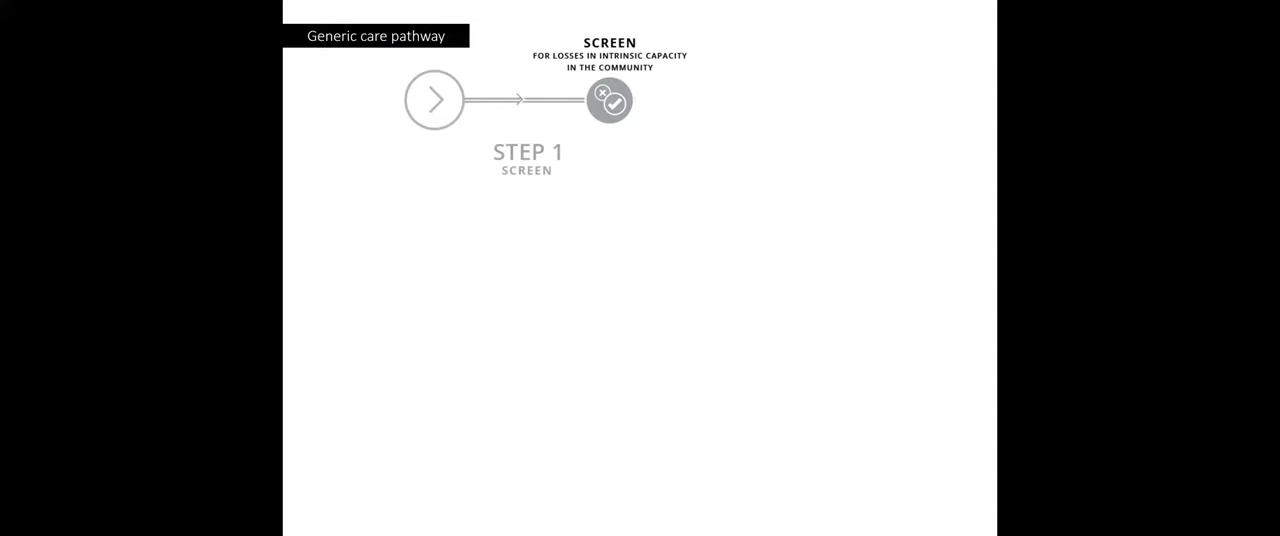 Generic care pathway
SCREEN
FOR LOSSES IN INTRINSIC CAPACITY
IN THE COMMUNITY
STEP 1
SCREEN